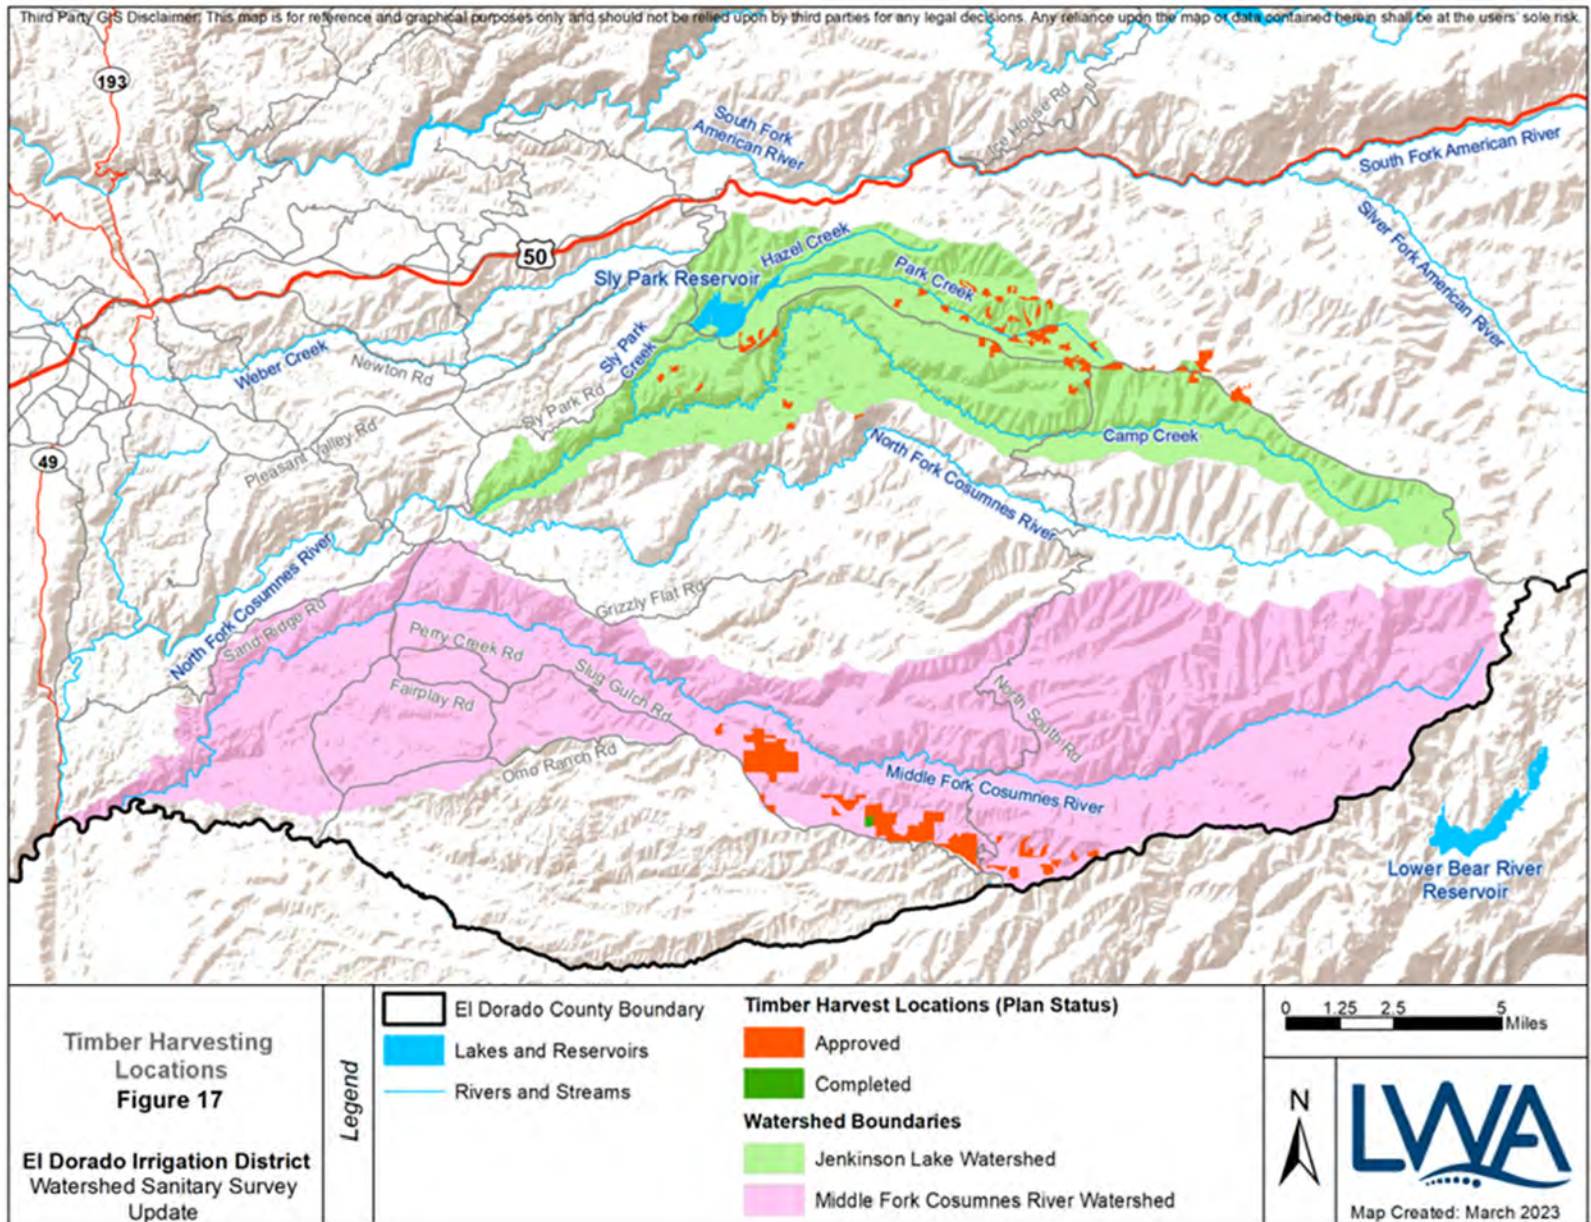 Third Party GIS Disclaimer: This map is for reference and graphical purposes only and should not be relied upon by third parties for any legal decisions. Any reliance upon the map or data contained herein shall be at the users' sole risk.
193
South Fork
American River
Ice House Rd
South Fork American River
Silver Fork American River
50
Hazel Creek
Sly Park Reservoir
Park Creek
Sly Park
Creek
Weber Creek
Newton Rd
Sly Park Rd
Camp Creek
Pleasant Valley Rd
49
North Fork Cosumnes River
North Fork Cosumnes River
Sand Ridge Rd
Grizzly Flat Rd
Perry Creek Rd
Slug Gulch Rd
Fairplay Rd
North South Rd
Omo Ranch Rd
Middle Fork Cosumnes River
Lower Bear River
Reservoir
Timber Harvesting
Locations
Figure 17
El Dorado Irrigation District
Watershed Sanitary Survey
Update
Legend
El Dorado County Boundary
Lakes and Reservoirs
Rivers and Streams
Timber Harvest Locations (Plan Status)
Approved
Completed
Watershed Boundaries
Jenkinson Lake Watershed
Middle Fork Cosumnes River Watershed
0 1.25 2.5 5
Miles
N
LWA
Map Created: March 2023